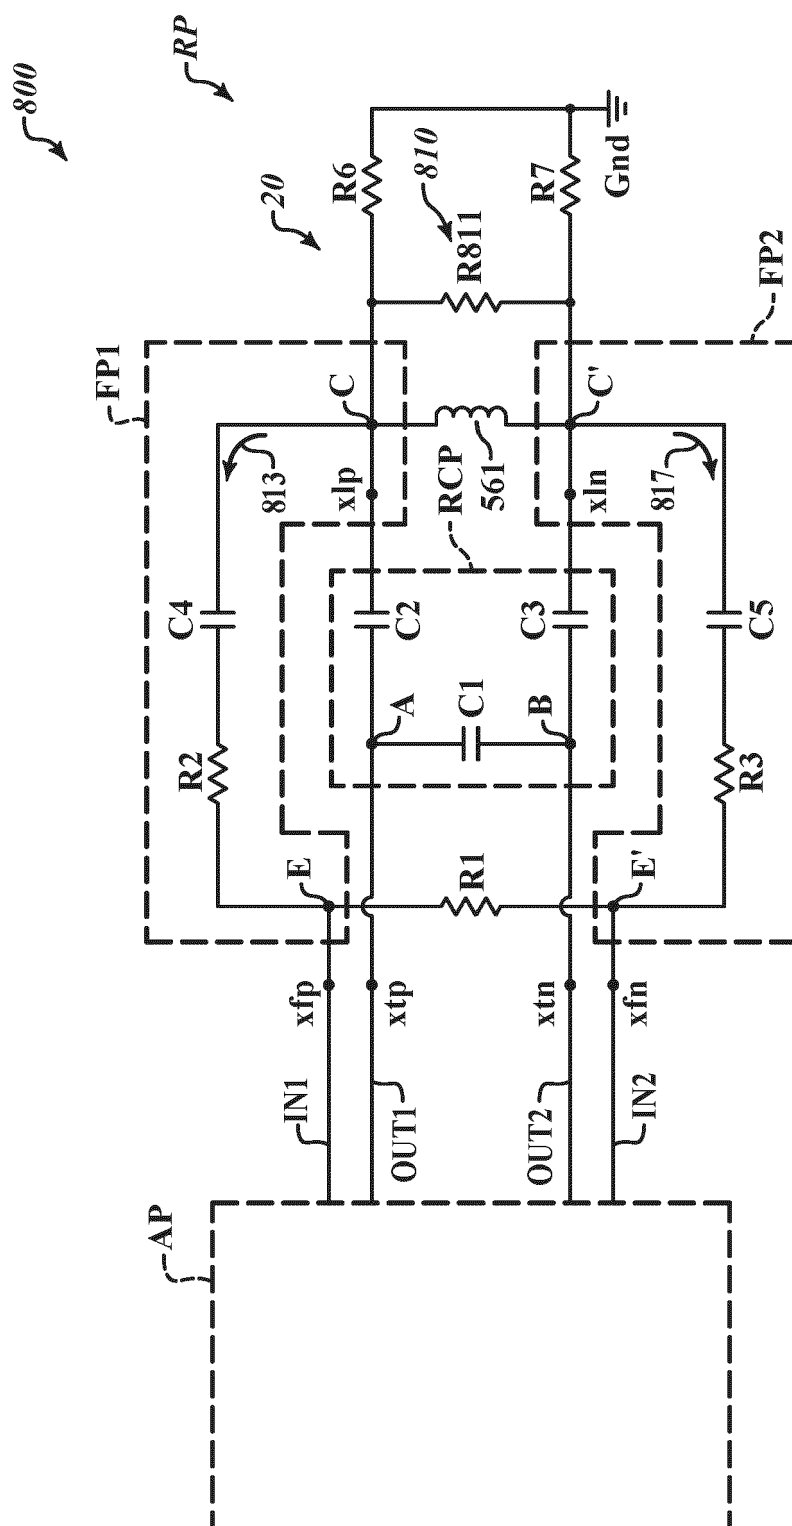 800
RP
20
R6
810
R811
R7
Gnd
FP1
FP2
C
C'
813
xlp
RCP
561
xln
817
C4
C2
C3
C5
A
C1
B
R2
R3
E
R1
E'
xfp
xtp
xtn
xfn
IN1
OUT1
OUT2
IN2
AP